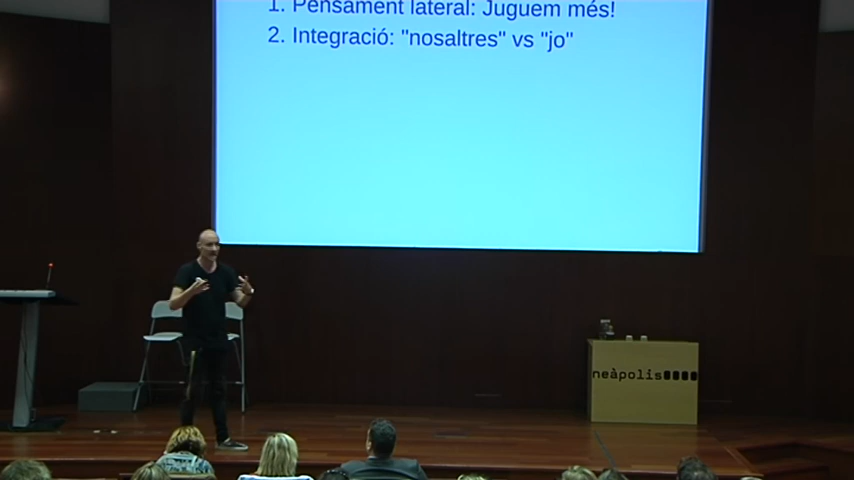 1. Pensament lateral: Juguem més!
2. Integració: "nosaltres" vs "jo"
neàpolis